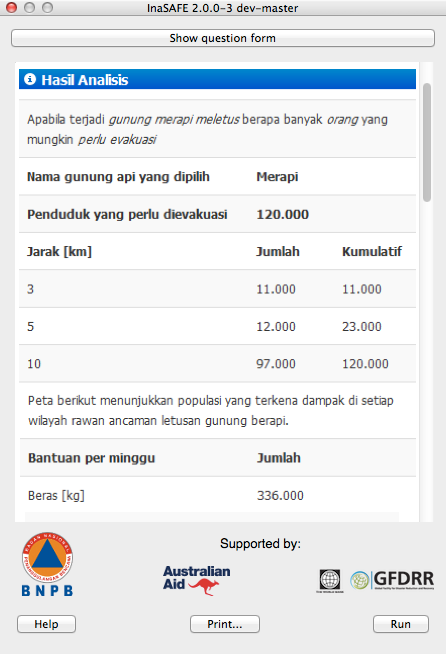 InaSAFE 2.0.0-3 dev-master
Show question form
Hasil Analisis
Apabila terjadi gunung merapi meletus berapa banyak orang yang
mungkin perlu evakuasi
Nama gunung api yang dipilih Merapi
Penduduk yang perlu dievakuasi 120.000
Jarak [km] Jumlah Kumulatif
3 11.000 11.000
5 12.000 23.000
10 97.000 120.000
Peta berikut menunjukkan populasi yang terkena dampak di setiap
wilayah rawan ancaman letusan gunung berapi.
Bantuan per minggu Jumlah
Beras [kg] 336.000
Supported by:
BNPB
Australian
Aid
THE WORLD BANK
GFDRR
Help Print... Run